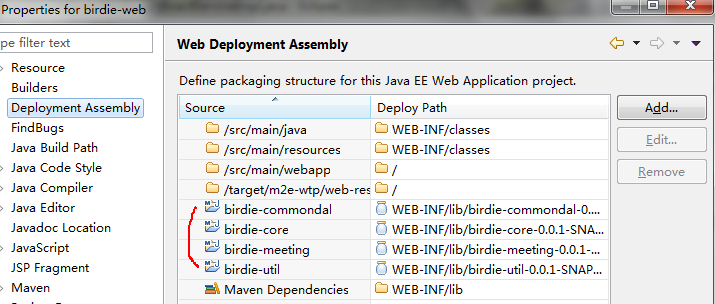 Properties for birdie-web
pe filter text
Resource
Builders
Deployment Assembly
FindBugs
Java Build Path
Java Code Style
Java Compiler
Java Editor
Javadoc Location
JavaScript
JSP Fragment
Maven
Web Deployment Assembly
Define packaging structure for this Java EE Web Application project.
Source Deploy Path
/src/main/java WEB-INF/classes
/src/main/resources WEB-INF/classes
/src/main/webapp /
/target/m2e-wtp/web-res /
birdie-commondal WEB-INF/lib/birdie-commondal-0....
birdie-core WEB-INF/lib/birdie-core-0.0.1-SNAP...
birdie-meeting WEB-INF/lib/birdie-meeting-0.0.1-...
birdie-util WEB-INF/lib/birdie-util-0.0.1-SNAP...
Maven Dependencies WEB-INF/lib
Add...
Edit...
Remove